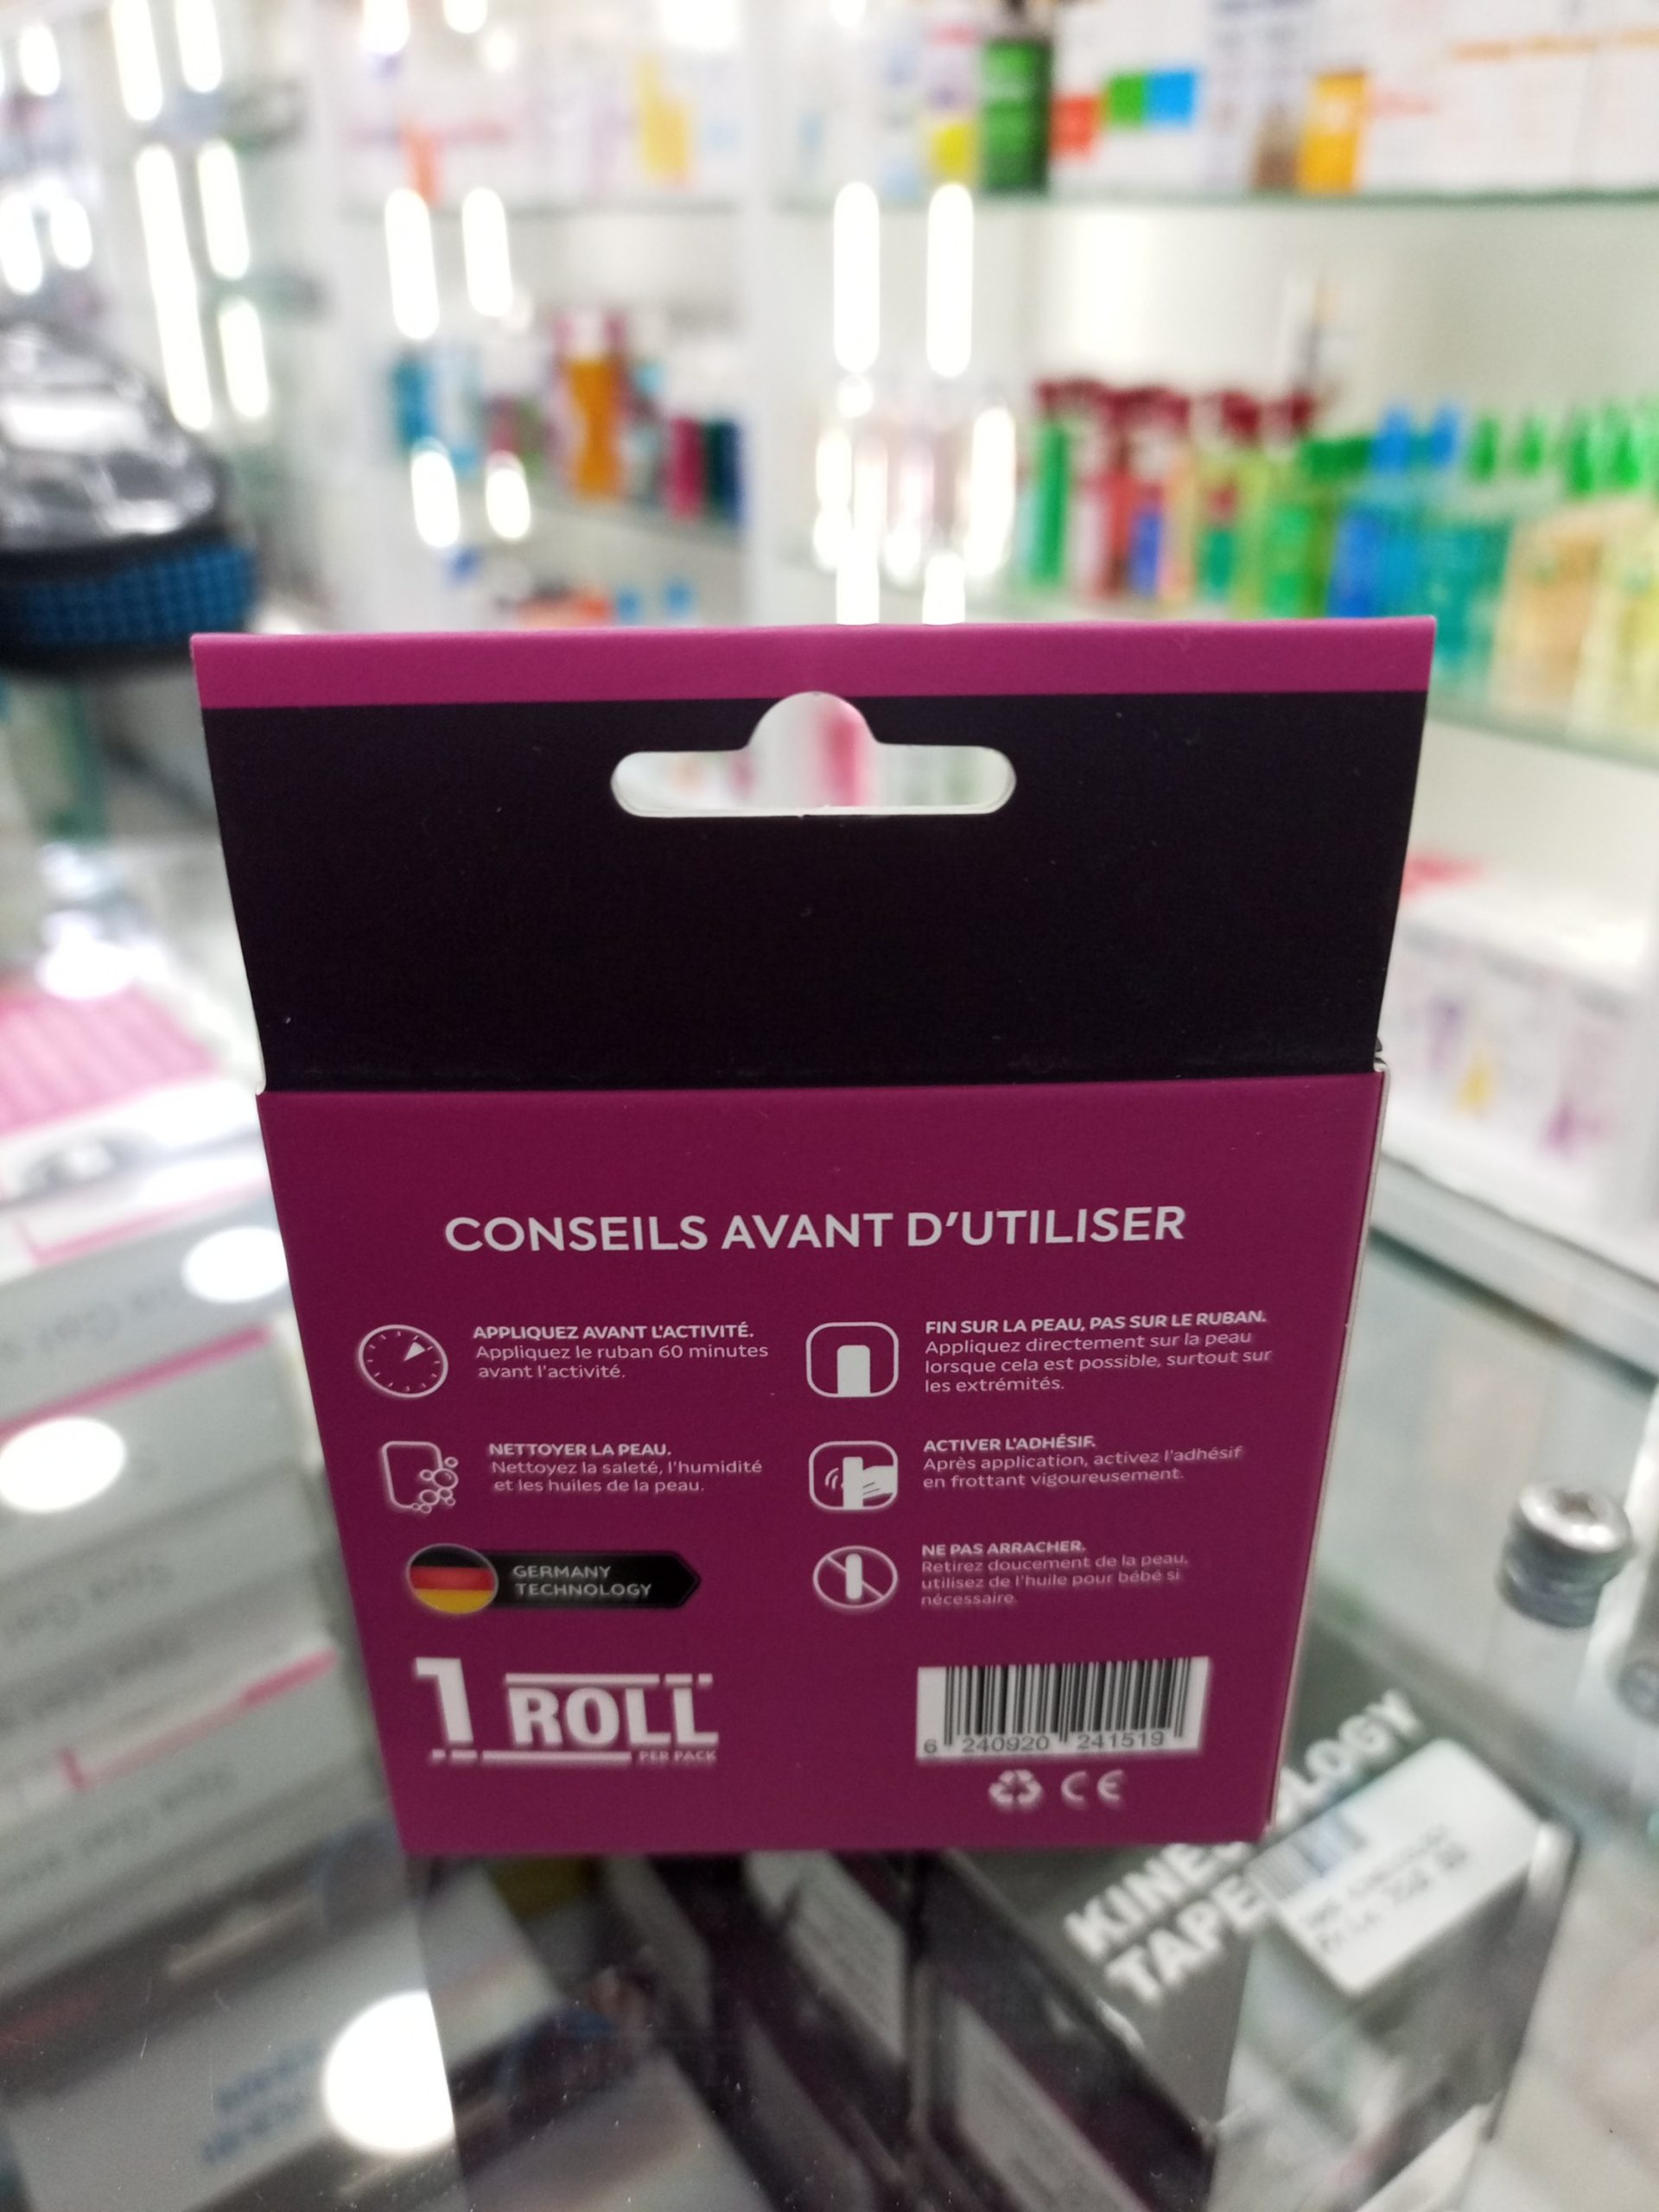 CONSEILS AVANT D'UTILISER
APPLIQUEZ AVANT L'ACTIVITÉ.
Appliquez le ruban 60 minutes
avant l'activité.
NETTOYER LA PEAU.
Nettoyez la saleté, l'humidité
et les huiles de la peau.
FIN SUR LA PEAU, PAS SUR LE RUBAN.
Appliquez directement sur la peau
lorsque cela est possible, surtout sur
les extrémités.
ACTIVER L'ADHÉSIF.
Après application, activez l'adhésif
en frottant vigoureusement.
NE PAS ARRACHER.
Retirez doucement de la peau,
utilisez de l'huile pour bébé si
nécessaire.
GERMANY
TECHNOLOGY
1 ROLL
PER PACK
6 240920 241519
CE
TAPE